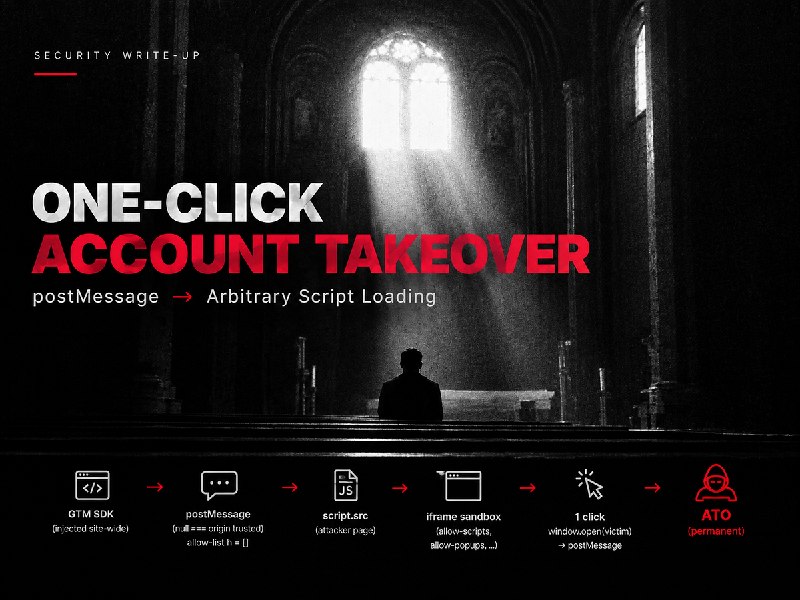 SECURITY WRITE-UP
ONE-CLICK
ACCOUNT TAKEOVER
postMessage → Arbitrary Script Loading
</>
GTM SDK
(injected site-wide)
→
postMessage
(null === origin trusted)
allow-list h = []
→
JS
script.src
(attacker page)
→
iframe sandbox
(allow-scripts,
allow-popups, ...)
→
1 click
window.open(victim)
→ postMessage
→
ATO
(permanent)